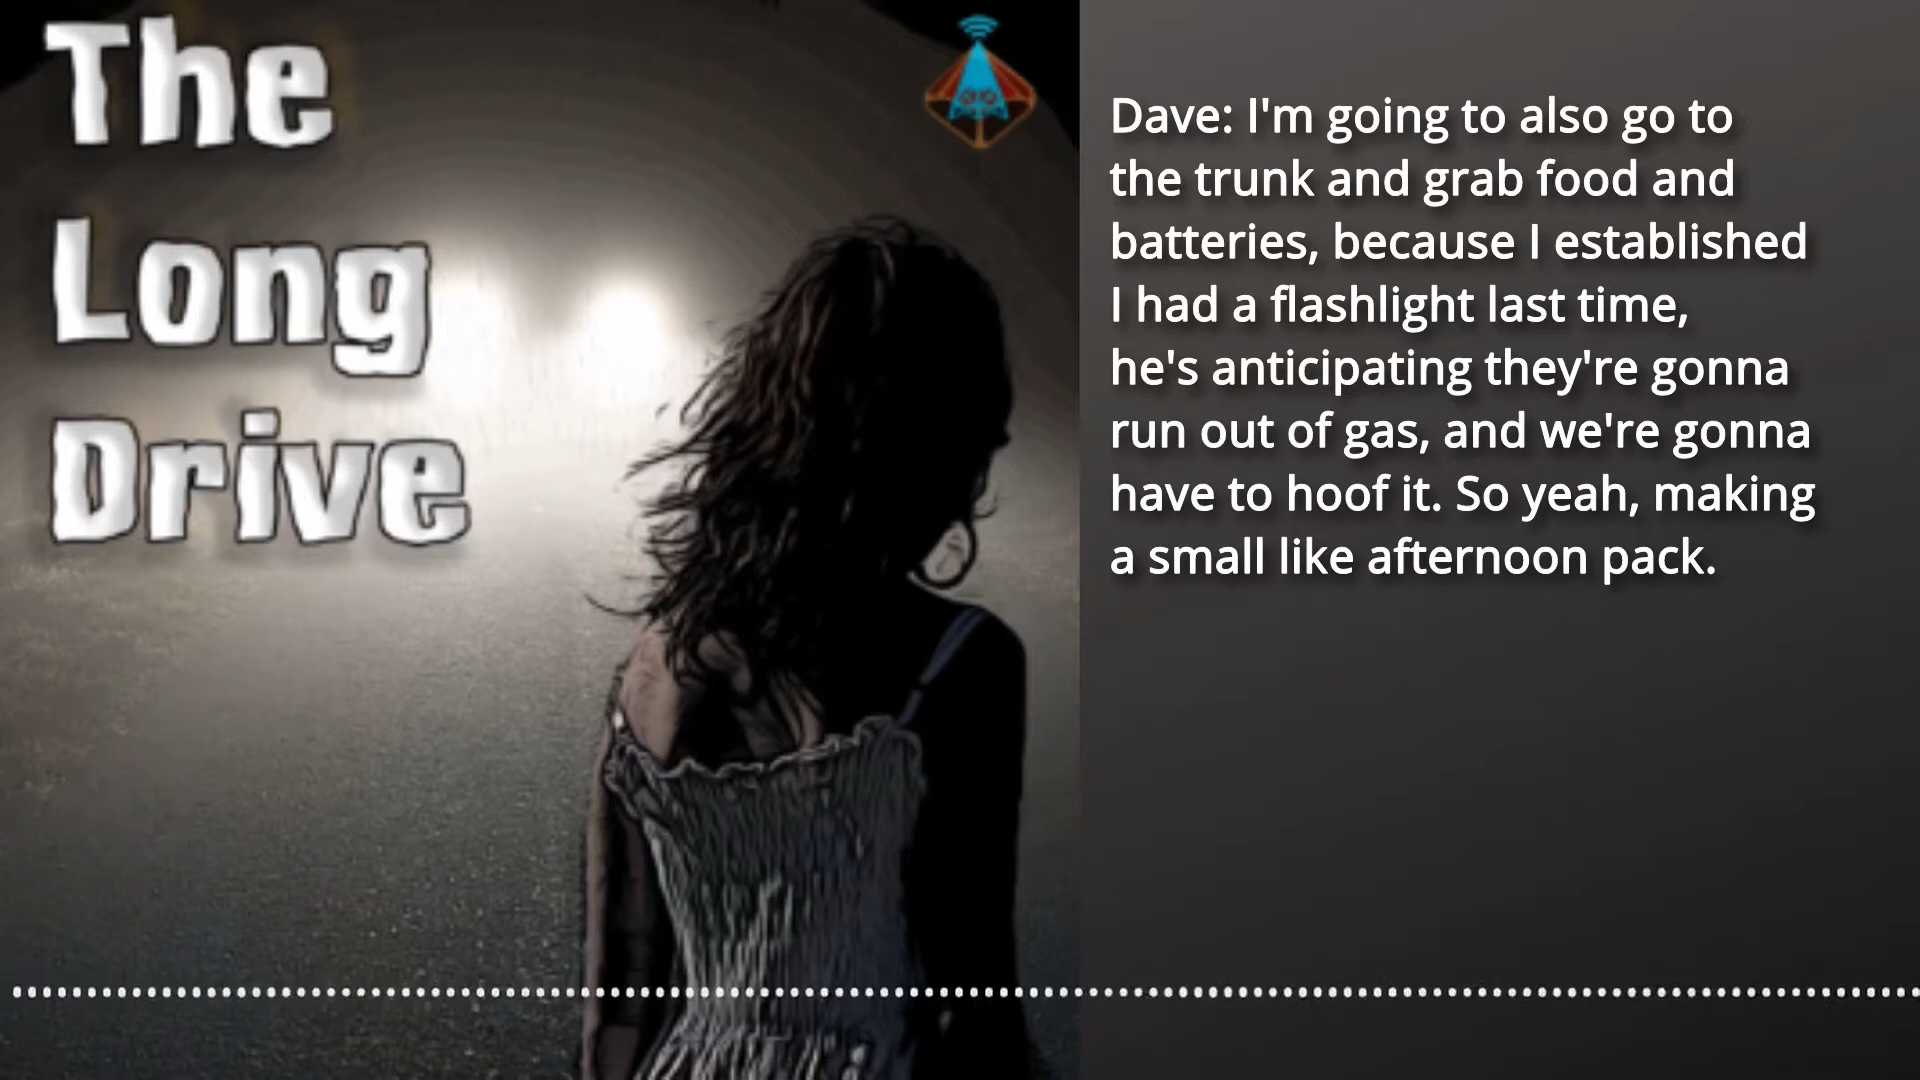 The
Long
Drive
Dave: I'm going to also go to
the trunk and grab food and
batteries, because I established
I had a flashlight last time,
he's anticipating they're gonna
run out of gas, and we're gonna
have to hoof it. So yeah, making
a small like afternoon pack.